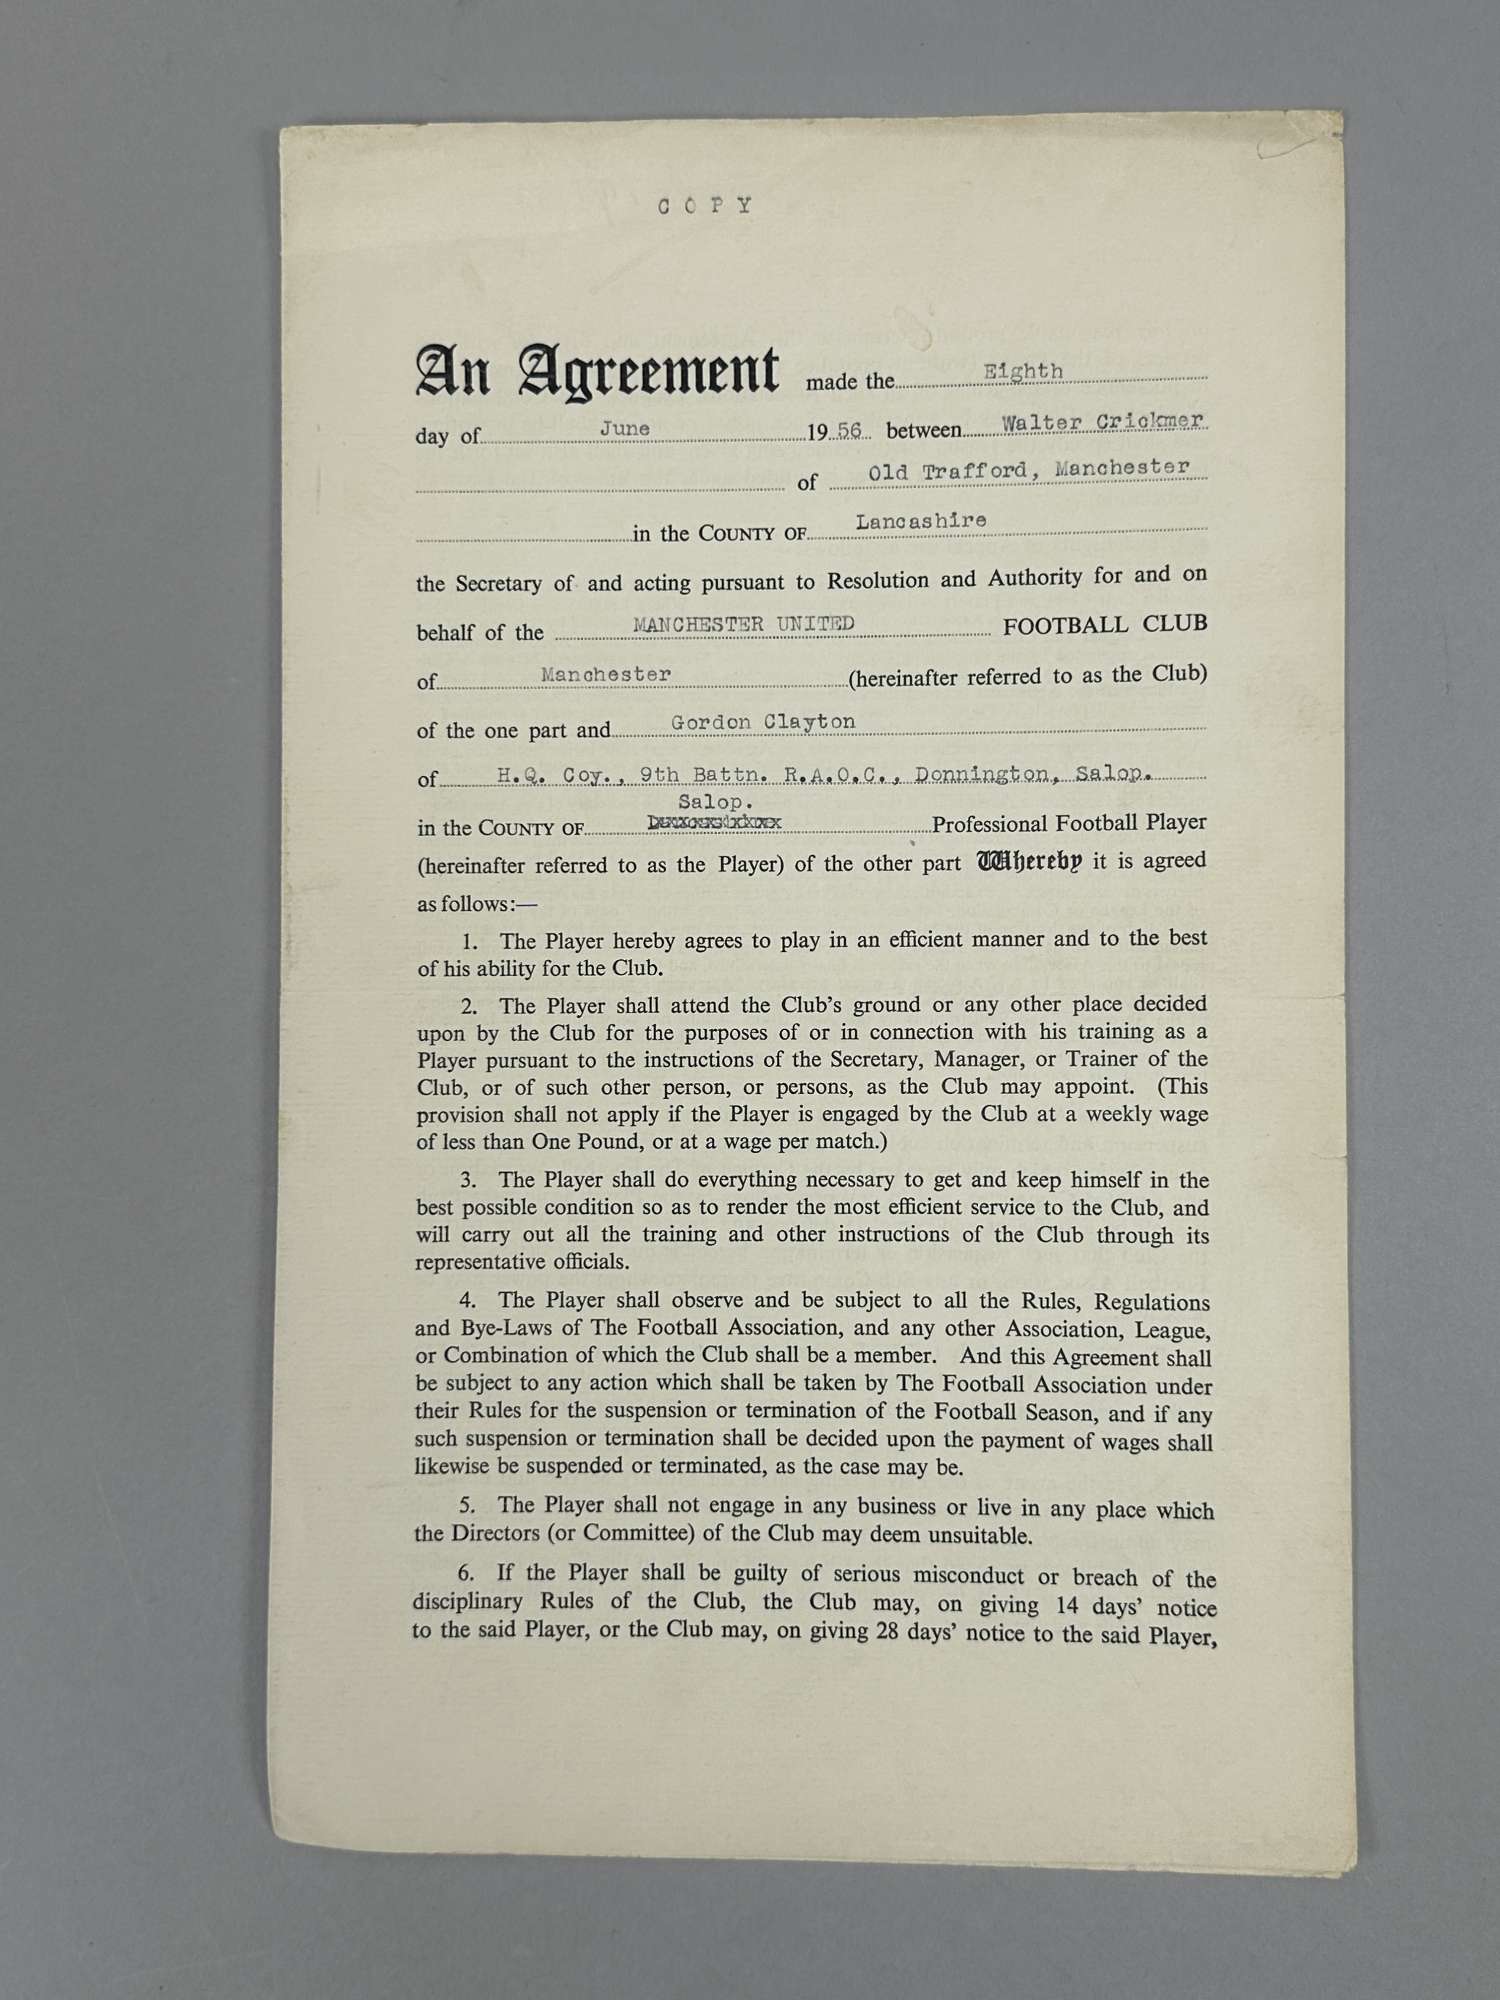 COPY
An Agreement made the Eighth
day of June 1956 between Walter Crickmer
of Old Trafford, Manchester
in the COUNTY OF Lancashire
the Secretary of and acting pursuant to Resolution and Authority for and on
behalf of the MANCHESTER UNITED FOOTBALL CLUB
of Manchester (hereinafter referred to as the Club)
of the one part and Gordon Clayton
of H.Q. Coy., 9th Battn. R.A.O.C., Donnington, Salop.
Salop.
in the COUNTY OF Professional Football Player
(hereinafter referred to as the Player) of the other part Whereby it is agreed
as follows:—
1. The Player hereby agrees to play in an efficient manner and to the best
of his ability for the Club.
2. The Player shall attend the Club's ground or any other place decided
upon by the Club for the purposes of or in connection with his training as a
Player pursuant to the instructions of the Secretary, Manager, or Trainer of the
Club, or of such other person, or persons, as the Club may appoint. (This
provision shall not apply if the Player is engaged by the Club at a weekly wage
of less than One Pound, or at a wage per match.)
3. The Player shall do everything necessary to get and keep himself in the
best possible condition so as to render the most efficient service to the Club, and
will carry out all the training and other instructions of the Club through its
representative officials.
4. The Player shall observe and be subject to all the Rules, Regulations
and Bye-Laws of The Football Association, and any other Association, League,
or Combination of which the Club shall be a member. And this Agreement shall
be subject to any action which shall be taken by The Football Association under
their Rules for the suspension or termination of the Football Season, and if any
such suspension or termination shall be decided upon the payment of wages shall
likewise be suspended or terminated, as the case may be.
5. The Player shall not engage in any business or live in any place which
the Directors (or Committee) of the Club may deem unsuitable.
6. If the Player shall be guilty of serious misconduct or breach of the
disciplinary Rules of the Club, the Club may, on giving 14 days' notice
to the said Player, or the Club may, on giving 28 days' notice to the said Player,